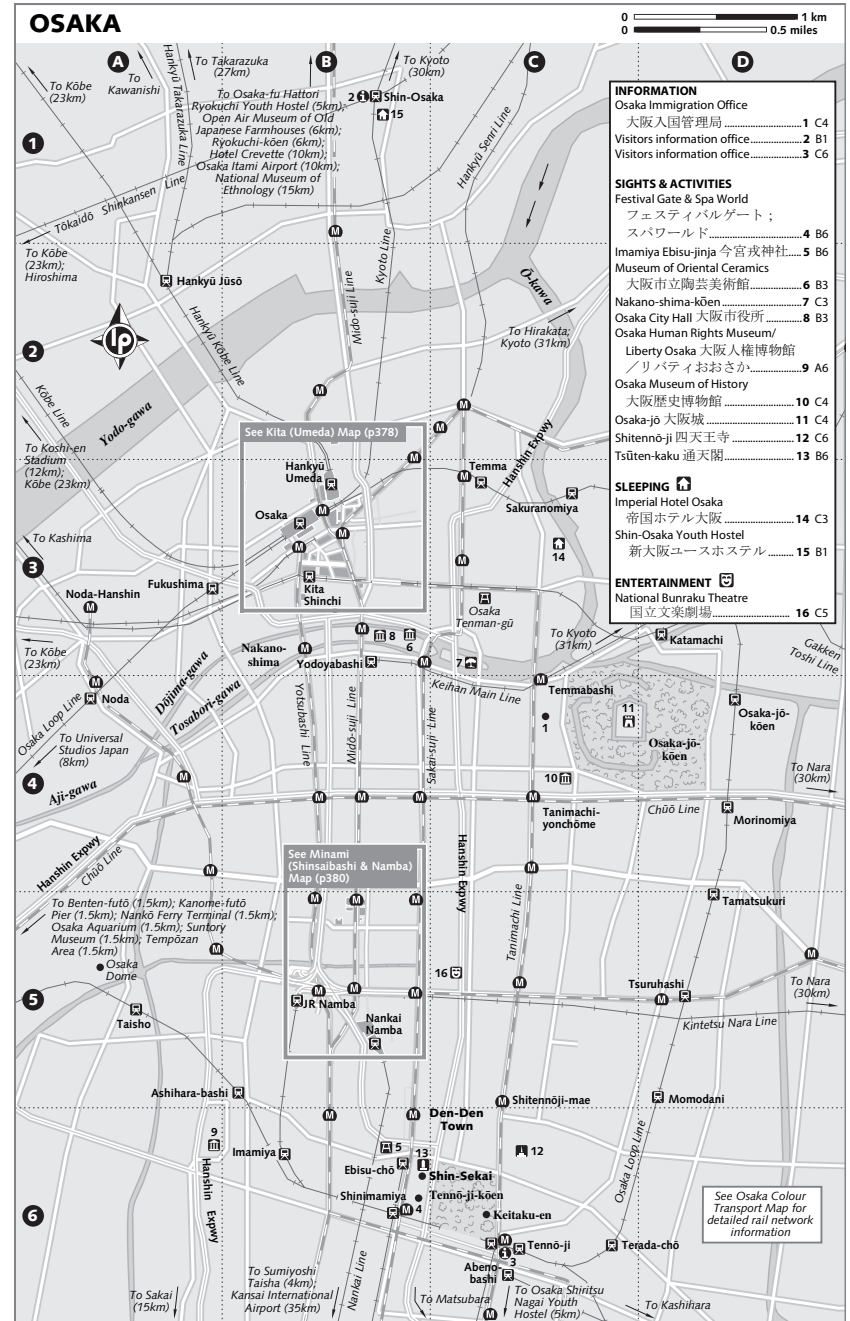 OSAKA
0 1 km
0 0.5 miles
A
B
C
D
1
2
3
4
5
6
INFORMATION
Osaka Immigration Office
大阪入国管理局 1 C4
Visitors information office 2 B1
Visitors information office 3 C6
SIGHTS & ACTIVITIES
Festival Gate & Spa World
フェスティバルゲート；
スパワールド 4 B6
Imamiya Ebisu-jinja 今宮戎神社 5 B6
Museum of Oriental Ceramics
大阪市立陶芸美術館 6 B3
Nakano-shima-kōen 7 C3
Osaka City Hall 大阪市役所 8 B3
Osaka Human Rights Museum/
Liberty Osaka 大阪人権博物館
／リバティおおさか 9 A6
Osaka Museum of History
大阪歴史博物館 10 C4
Osaka-jō 大阪城 11 C4
Shitennō-ji 四天王寺 12 C6
Tsūten-kaku 通天閣 13 B6
SLEEPING
Imperial Hotel Osaka
帝国ホテル大阪 14 C3
Shin-Osaka Youth Hostel
新大阪ユースホステル 15 B1
ENTERTAINMENT
National Bunraku Theatre
国立文楽劇場 16 C5
To Kōbe
(23km)
To
Kawanishi
Hankyū Takarazuka Line
To Takarazuka
(27km)
To Osaka-fu Hattori
Ryokuchi Youth Hostel (5km);
Open Air Museum of Old
Japanese Farmhouses (6km);
Ryokuchi-kōen (6km);
Hotel Crevette (10km);
Osaka Itami Airport (10km);
National Museum of
Ethnology (15km)
To Kyoto
(30km)
2 Shin-Osaka
15
Hankyū Senri Line
Tōkaidō Shinkansen Line
To Kōbe
(23km);
Hiroshima
Hankyū Jūsō
lp
Hankyū Kōbe Line
Midō-suji Line
Kyoto Line
Ō-kawa
To Hirakata;
Kyoto (31km)
Kōbe Line
Yodo-gawa
To Koshi-en
Stadium
(12km);
Kōbe (23km)
See Kita (Umeda) Map (p378)
Hankyū
Umeda
Osaka
Kita
Shinchi
Temma
Hanshin Expwy
Sakuranomiya
14
To Kashima
Noda-Hanshin
Fukushima
Osaka
Tenman-gū
To Kōbe
(23km)
Nakano-
shima
8
6
Yodoyabashi
7
To Kyoto
(31km)
Katamachi
Gakken
Toshi Line
Noda
Dōjima-gawa
Tosabori-gawa
Keihan Main Line
Temmabashi
Osaka Loop Line
To Universal
Studios Japan
(8km)
Aji-gawa
Yotsubashi Line
Midō-suji Line
Sakai-suji Line
1
11
Osaka-jō-
kōen
Osaka-jō-
kōen
10
To Nara
(30km)
Tanimachi-
yonchōme
Chūō Line
Morinomiya
Hanshin Expwy
Chūō Line
Hanshin Expwy
See Minami
(Shinsaibashi & Namba)
Map (p380)
Tanimachi Line
Tamatsukuri
To Benten-futō (1.5km); Kanome-futō
Pier (1.5km); Nankō Ferry Terminal (1.5km);
Osaka Aquarium (1.5km); Suntory
Museum (1.5km); Tempōzan
Area (1.5km)
Osaka
Dome
Taisho
JR Namba
Nankai
Namba
16
Tsuruhashi
To Nara
(30km)
Kintetsu Nara Line
Ashihara-bashi
Shitennōji-mae
Momodani
Den-Den
Town
9
Hanshin Expwy
Imamiya
5
13
12
Ebisu-chō
Shin-Sekai
Shinimamiya
4
Tennō-ji-kōen
Keitaku-en
Osaka Loop Line
Tennō-ji
3
Terada-chō
Abeno-
bashi
See Osaka Colour
Transport Map for
detailed rail network
information
To Sakai
(15km)
To Sumiyoshi
Taisha (4km);
Kansai International
Airport (35km)
Nankai Line
To Matsubara
To Osaka Shiritsu
Nagai Youth
Hostel (5km)
To Kashihara